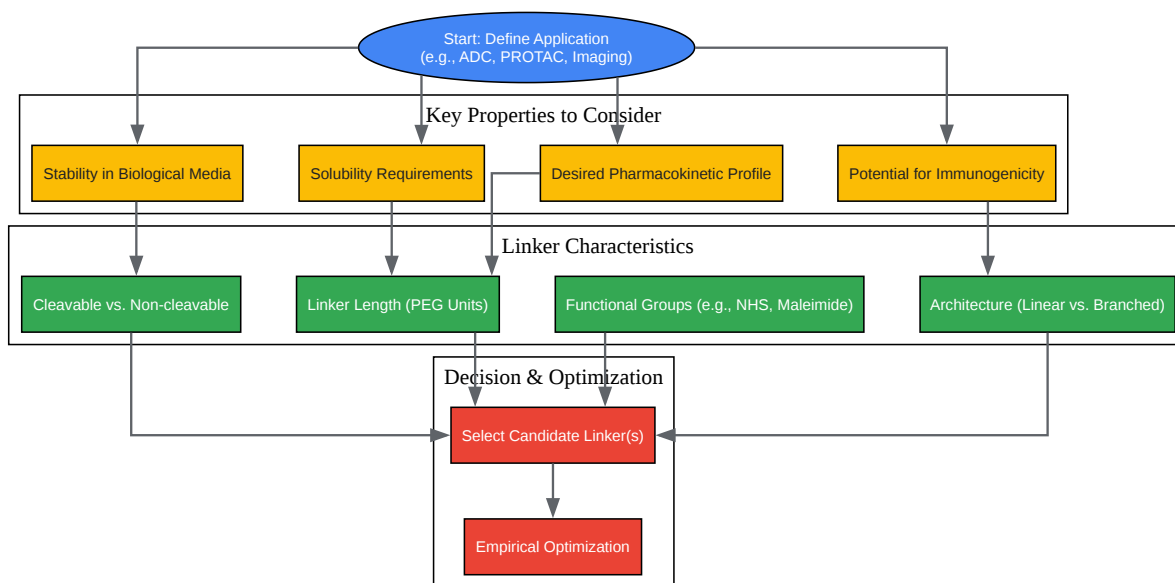 Start: Define Application
(e.g., ADC, PROTAC, Imaging)
Key Properties to Consider
Stability in Biological Media
Solubility Requirements
Desired Pharmacokinetic Profile
Potential for Immunogenicity
Linker Characteristics
Cleavable vs. Non-cleavable
Linker Length (PEG Units)
Functional Groups (e.g., NHS, Maleimide)
Architecture (Linear vs. Branched)
Decision & Optimization
Select Candidate Linker(s)
Empirical Optimization